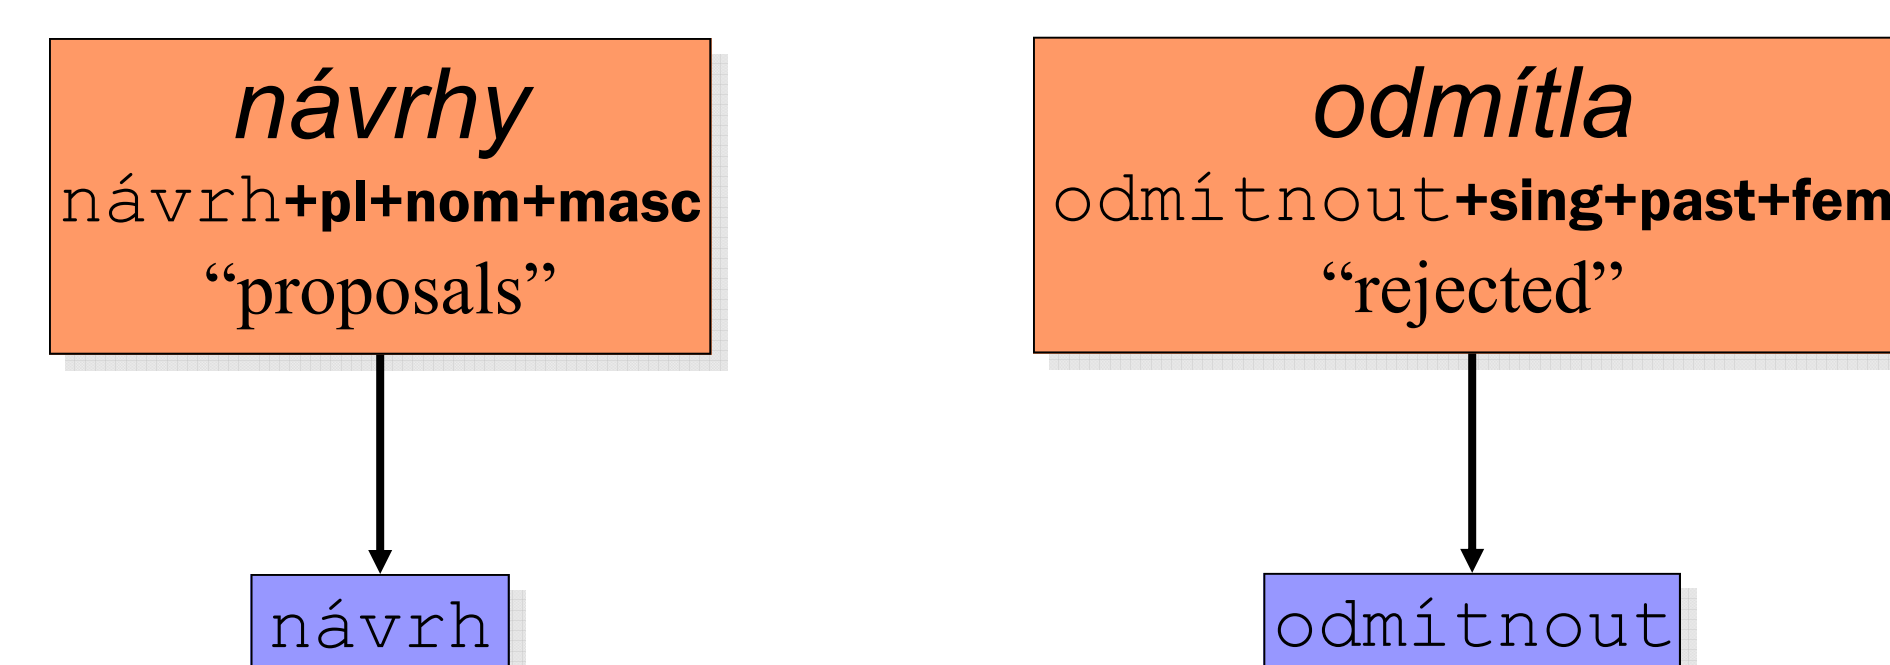 návrhy
návrh+pl+nom+masc
“proposals”
odmítla
odmítnout+sing+past+fem
“rejected”
návrh
odmítnout